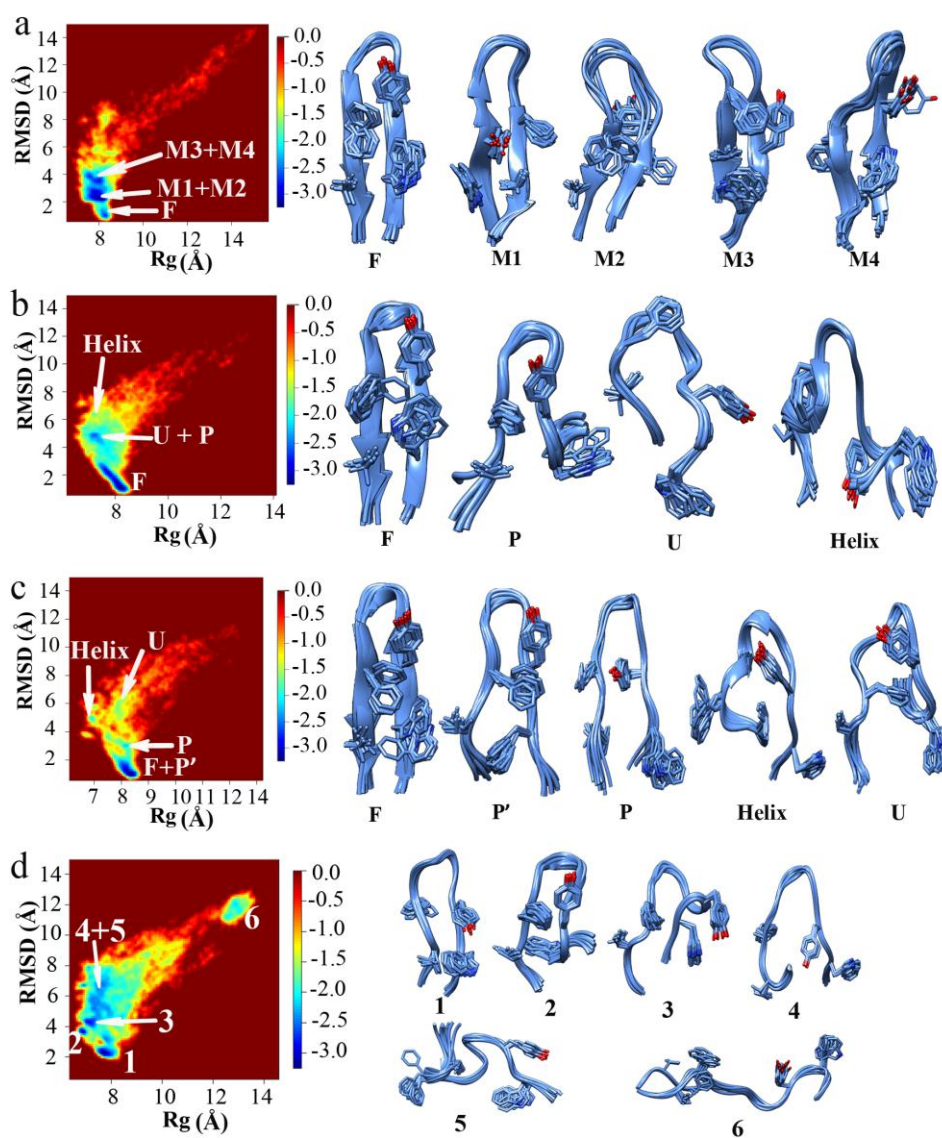 a
RMSD (Å)
14
12
10
8
6
4
2
M3+M4
M1+M2
F
8 10 12 14
Rg (Å)
0.0
-0.5
-1.0
-1.5
-2.0
-2.5
-3.0
F M1 M2 M3 M4
b
RMSD (Å)
14
12
10
8
6
4
2
Helix
U + P
F
8 10 12 14
Rg (Å)
0.0
-0.5
-1.0
-1.5
-2.0
-2.5
-3.0
F P U Helix
c
RMSD (Å)
14
12
10
8
6
4
2
Helix U
P
F+P′
7 8 9 10 11 12 13 14
Rg (Å)
0.0
-0.5
-1.0
-1.5
-2.0
-2.5
-3.0
F P′ P Helix U
d
RMSD (Å)
14
12
10
8
6
4
2
4+5
6
3
2
1
8 10 12 14
Rg (Å)
0.0
-0.5
-1.0
-1.5
-2.0
-2.5
-3.0
1 2 3 4
5 6